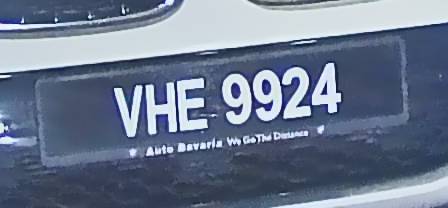 VHE 9924
Auto Bavaria We Go The Distance